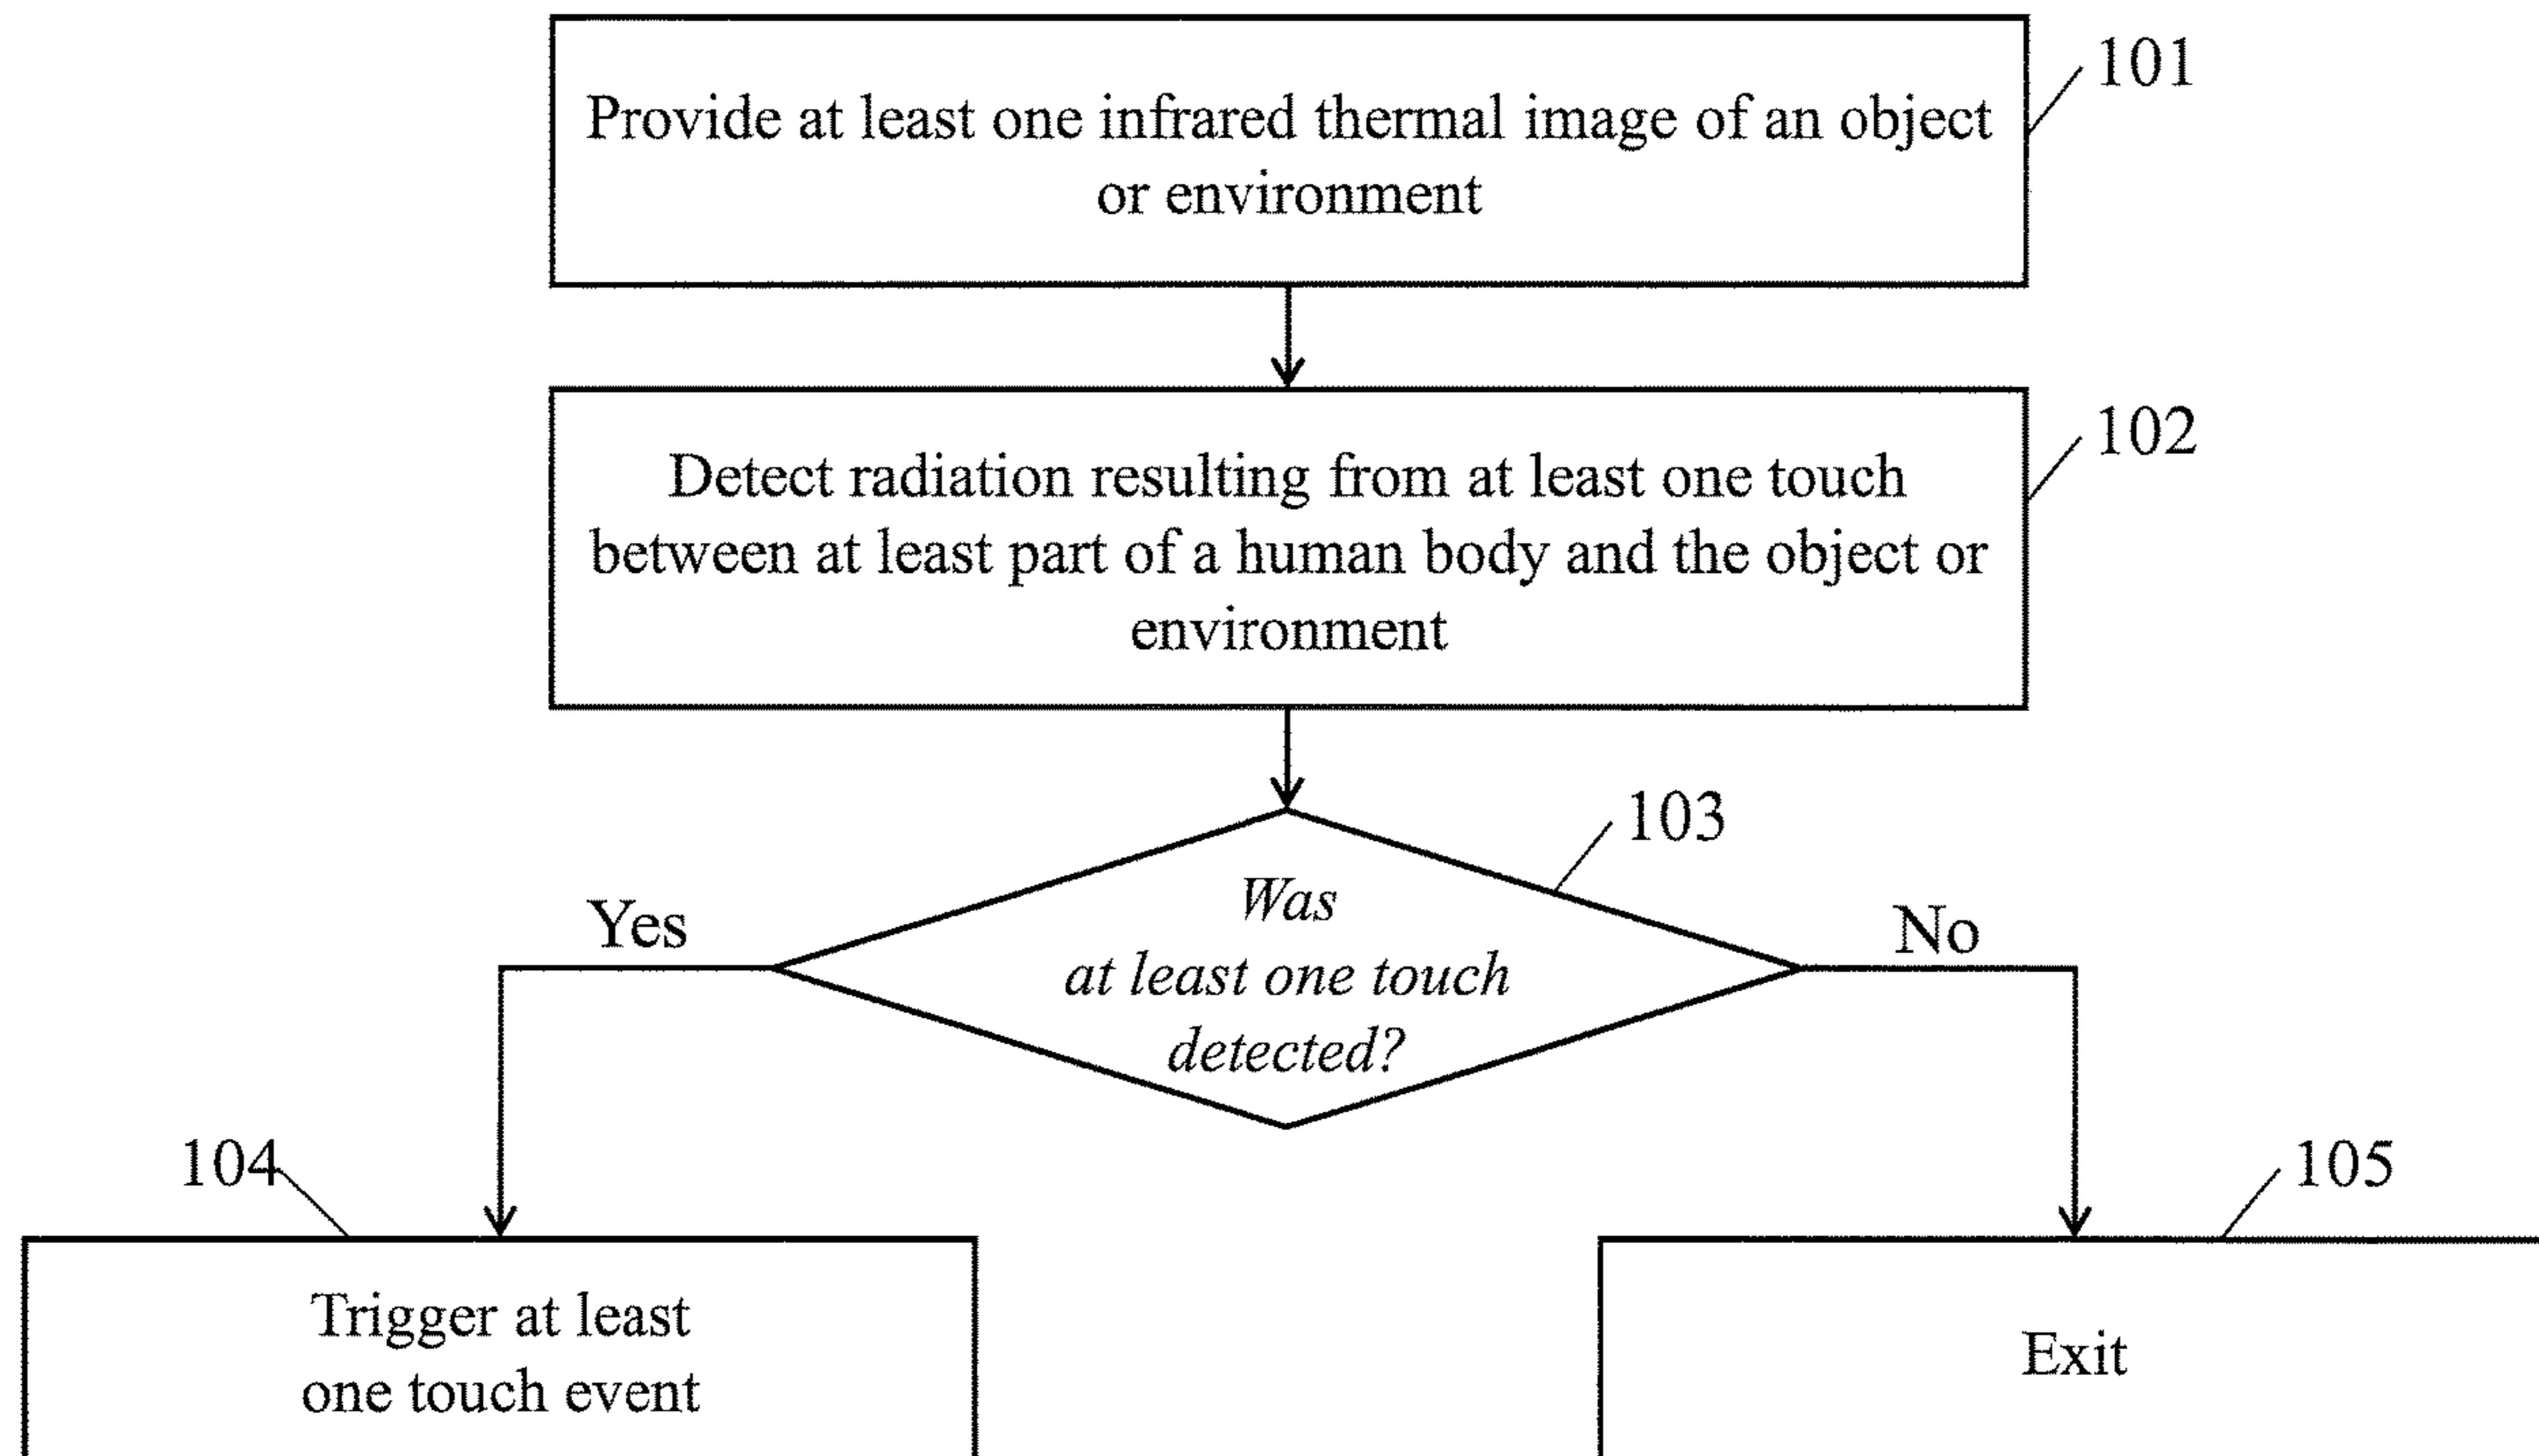 101
Provide at least one infrared thermal image of an object
or environment
102
Detect radiation resulting from at least one touch
between at least part of a human body and the object or
environment
103
Was
at least one touch
detected?
Yes
No
104
Trigger at least
one touch event
105
Exit